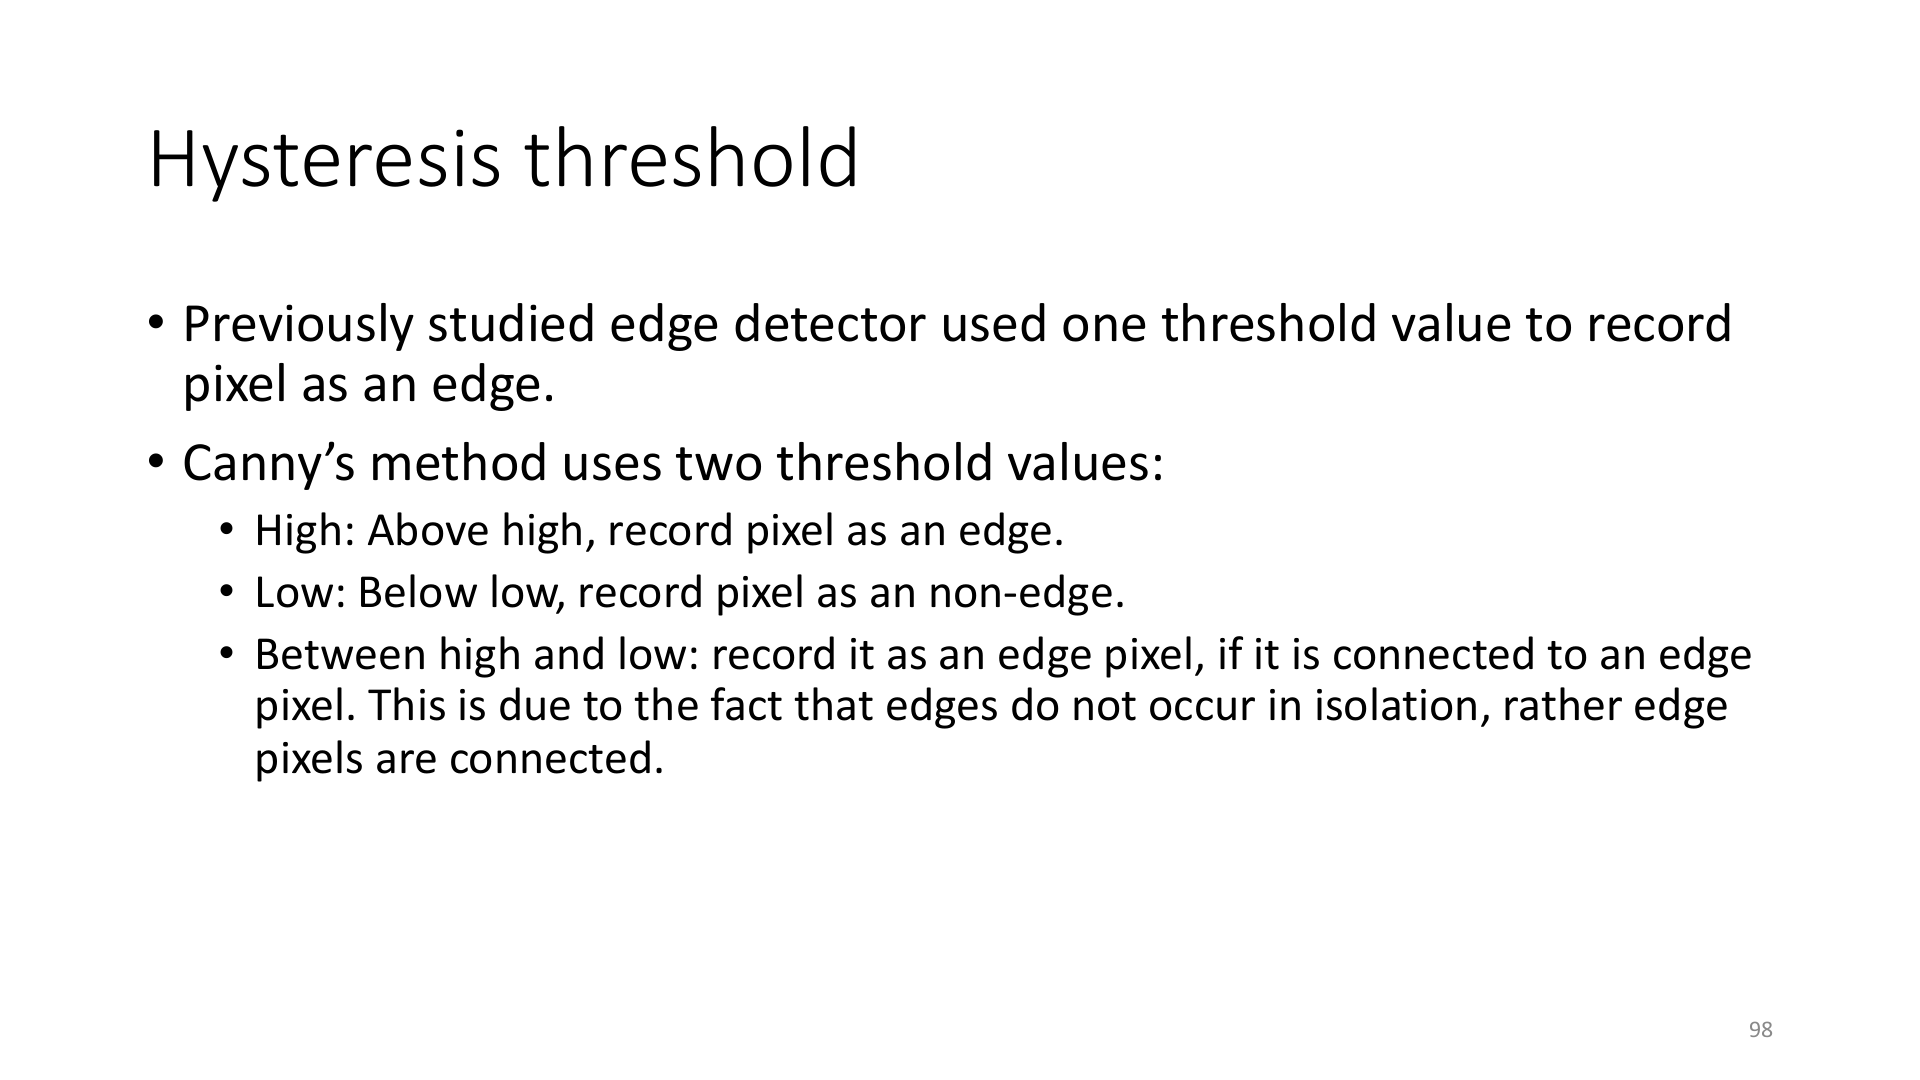 Hysteresis threshold
• Previously studied edge detector used one threshold value to record
pixel as an edge.
• Canny’s method uses two threshold values:
• High: Above high, record pixel as an edge.
• Low: Below low, record pixel as an non-edge.
• Between high and low: record it as an edge pixel, if it is connected to an edge
pixel. This is due to the fact that edges do not occur in isolation, rather edge
pixels are connected.
98